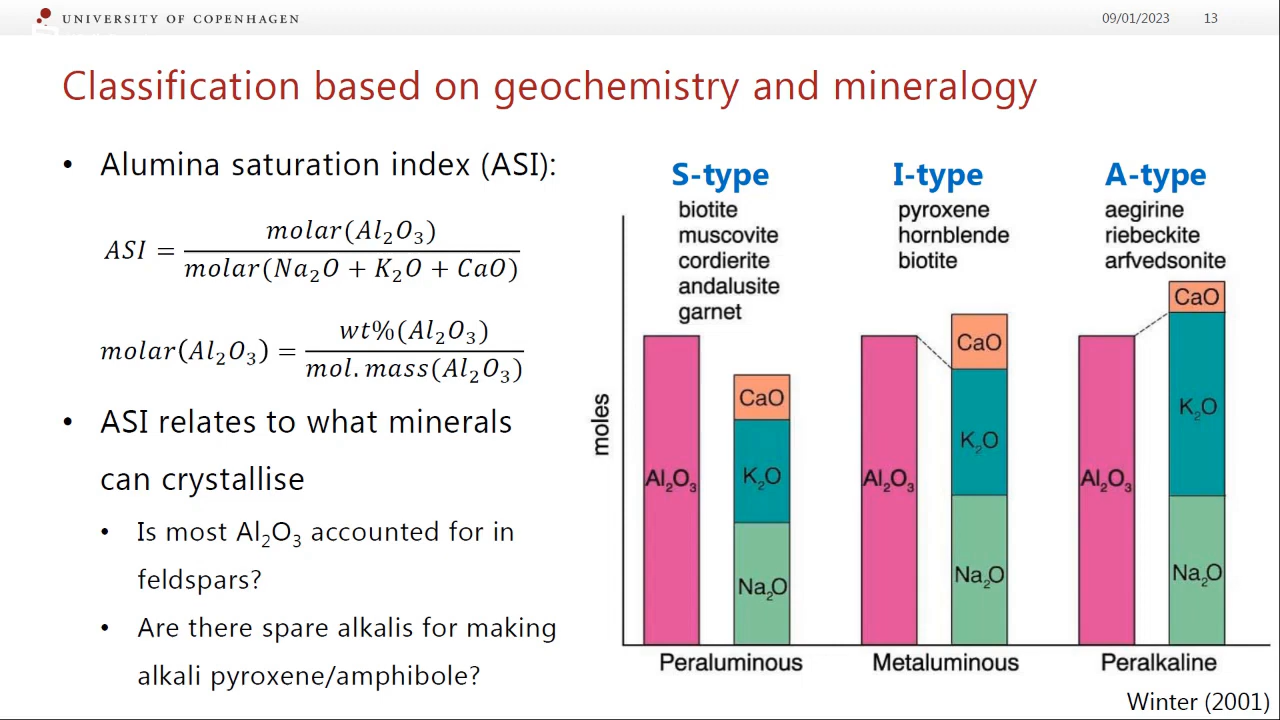 UNIVERSITY OF COPENHAGEN
09/01/2023 13
Classification based on geochemistry and mineralogy
• Alumina saturation index (ASI):
ASI = molar(Al₂O₃) / molar(Na₂O + K₂O + CaO)
molar(Al₂O₃) = wt%(Al₂O₃) / mol.mass(Al₂O₃)
• ASI relates to what minerals
can crystallise
• Is most Al₂O₃ accounted for in
feldspars?
• Are there spare alkalis for making
alkali pyroxene/amphibole?
moles
S-type
biotite
muscovite
cordierite
andalusite
garnet
Al₂O₃
CaO
K₂O
Na₂O
Peraluminous
I-type
pyroxene
hornblende
biotite
Al₂O₃
CaO
K₂O
Na₂O
Metaluminous
A-type
aegirine
riebeckite
arfvedsonite
Al₂O₃
CaO
K₂O
Na₂O
Peralkaline
Winter (2001)